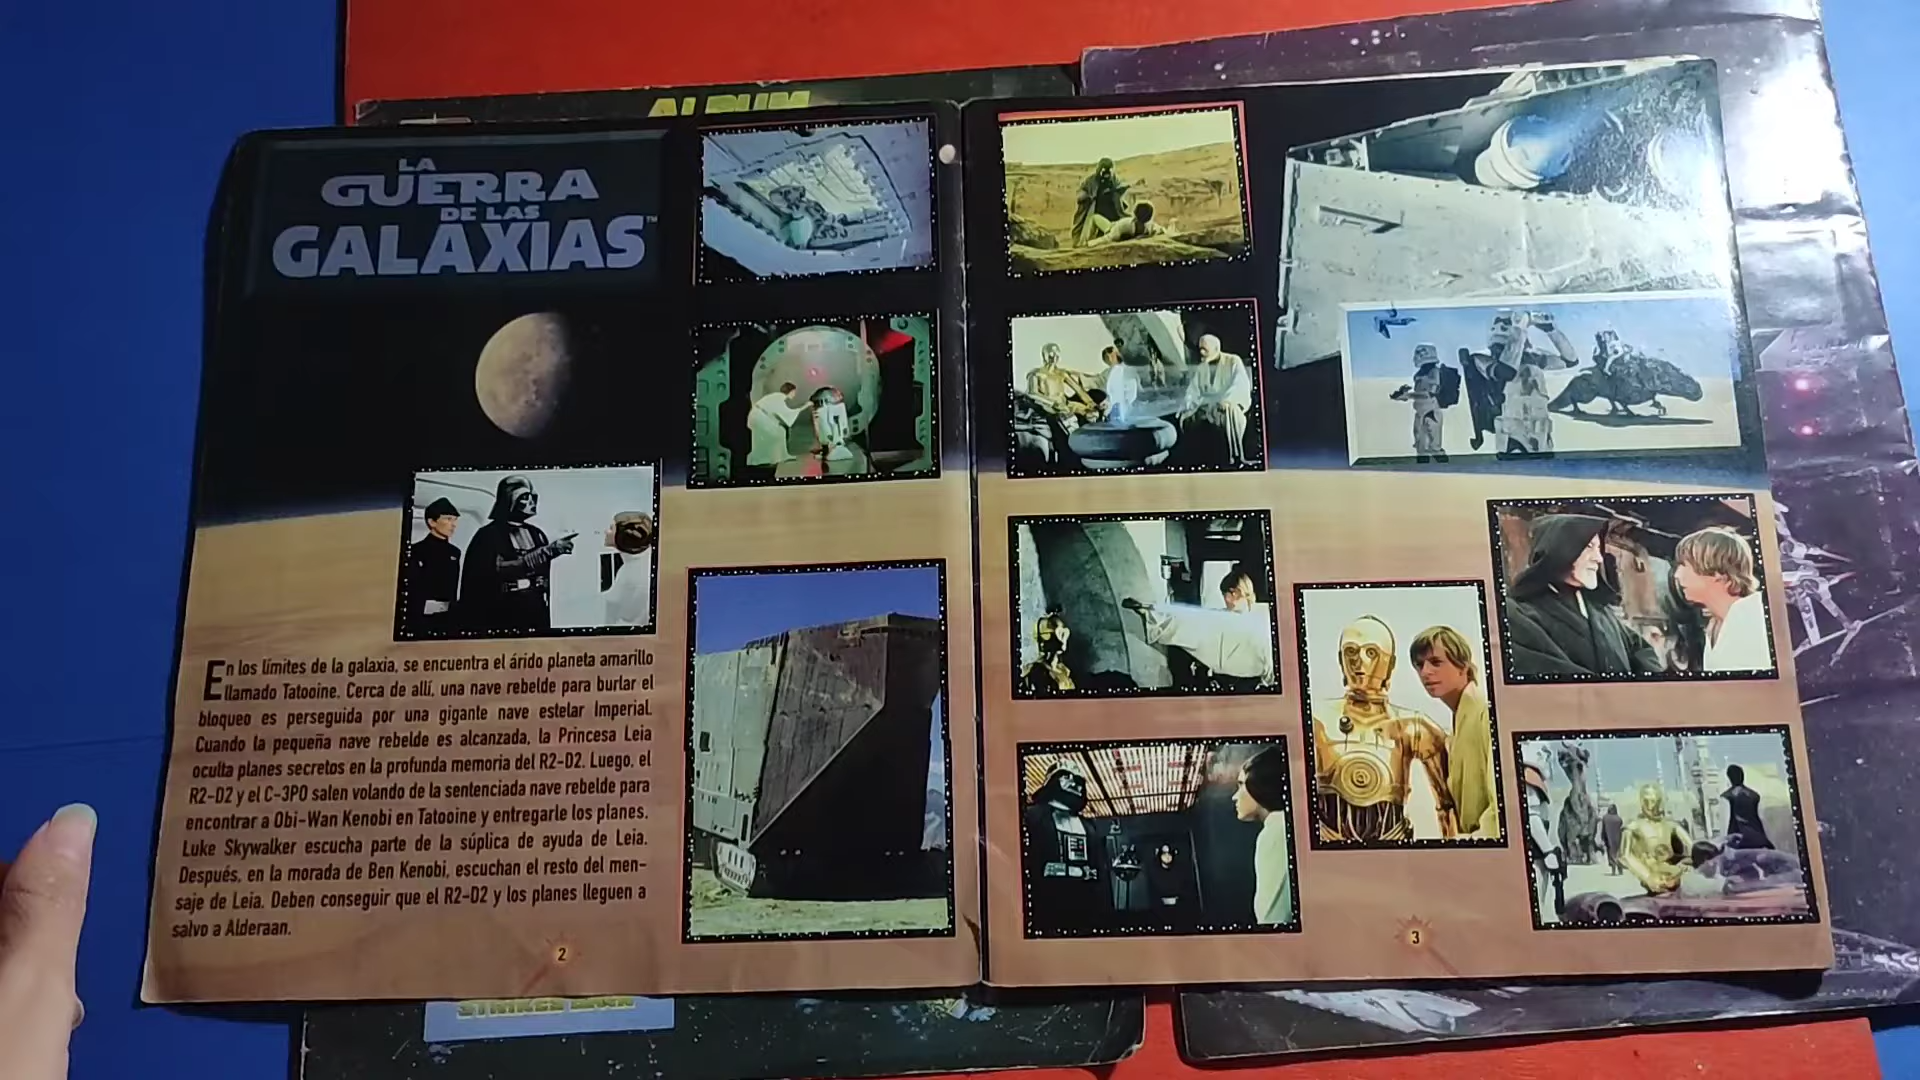 ALBUM
LA
GUERRA
DE LAS
GALAXIAS™
En los límites de la galaxia, se encuentra el árido planeta amarillo
llamado Tatooine. Cerca de allí, una nave rebelde para burlar el
bloqueo es perseguida por una gigante nave estelar Imperial.
Cuando la pequeña nave rebelde es alcanzada, la Princesa Leia
oculta planes secretos en la profunda memoria del R2-D2. Luego, el
R2-D2 y el C-3PO salen volando de la sentenciada nave rebelde para
encontrar a Obi-Wan Kenobi en Tatooine y entregarle los planes.
Luke Skywalker escucha parte de la súplica de ayuda de Leia.
Después, en la morada de Ben Kenobi, escuchan el resto del men-
saje de Leia. Deben conseguir que el R2-D2 y los planes lleguen a
salvo a Alderaan.
2
3
STRIKES BACK